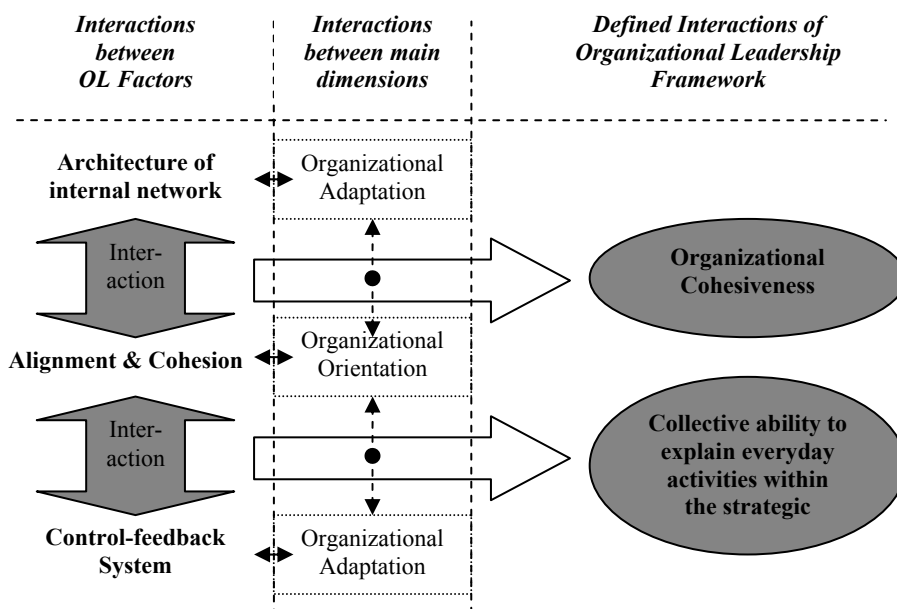 Interactions
between
OL Factors
Interactions
between main
dimensions
Defined Interactions of
Organizational Leadership
Framework
Architecture of
internal network
Organizational
Adaptation
Inter-
action
Organizational
Cohesiveness
Alignment & Cohesion
Organizational
Orientation
Inter-
action
Collective ability to
explain everyday
activities within
the strategic
Control-feedback
System
Organizational
Adaptation